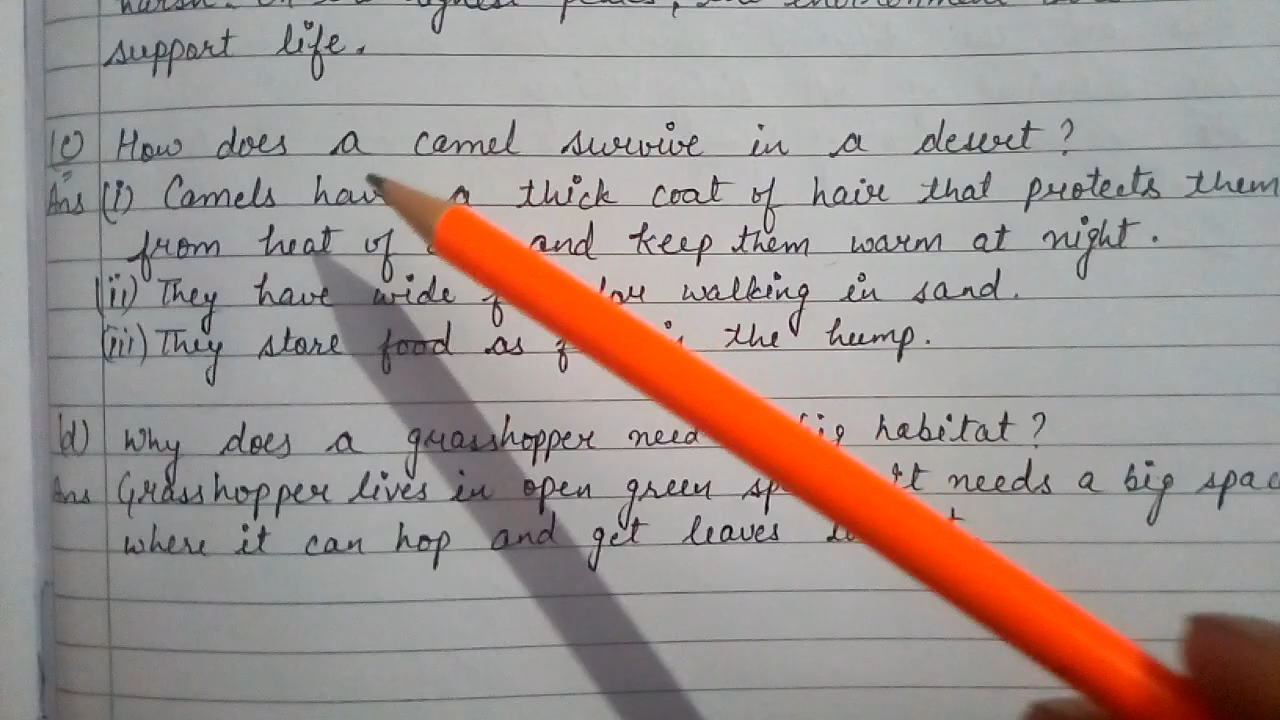 support life.
(c) How does a camel survive in a desert?
Ans (i) Camels have a thick coat of hair that protects them
from heat of and keep them warm at night.
(ii) They have wide for walking in sand.
(iii) They store food as the hump.
(d) Why does a grasshopper need big habitat?
Ans Grasshopper lives in open green It needs a big
where it can hop and get leaves